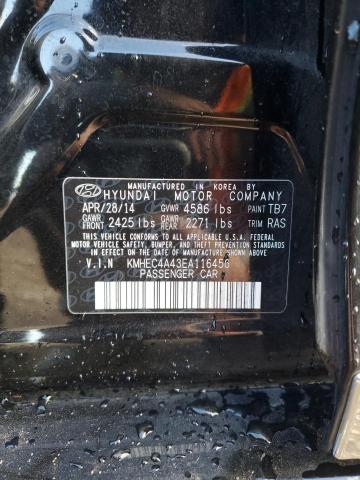 MANUFACTURED IN KOREA BY
HYUNDAI MOTOR COMPANY
APR/28/14 GVWR 4586 lbs PAINT TB7
GAWR FRONT 2425 lbs GAWR REAR 2271 lbs TRIM RAS
THIS VEHICLE CONFORMS TO ALL APPLICABLE U.S.A. FEDERAL
MOTOR VEHICLE SAFETY, BUMPER, AND THEFT PREVENTION
STANDARDS IN EFFECT ON THE DATE OF MANUFACTURE SHOWN ABOVE.
V.I.N KMHEC4A43EA116456
PASSENGER CAR